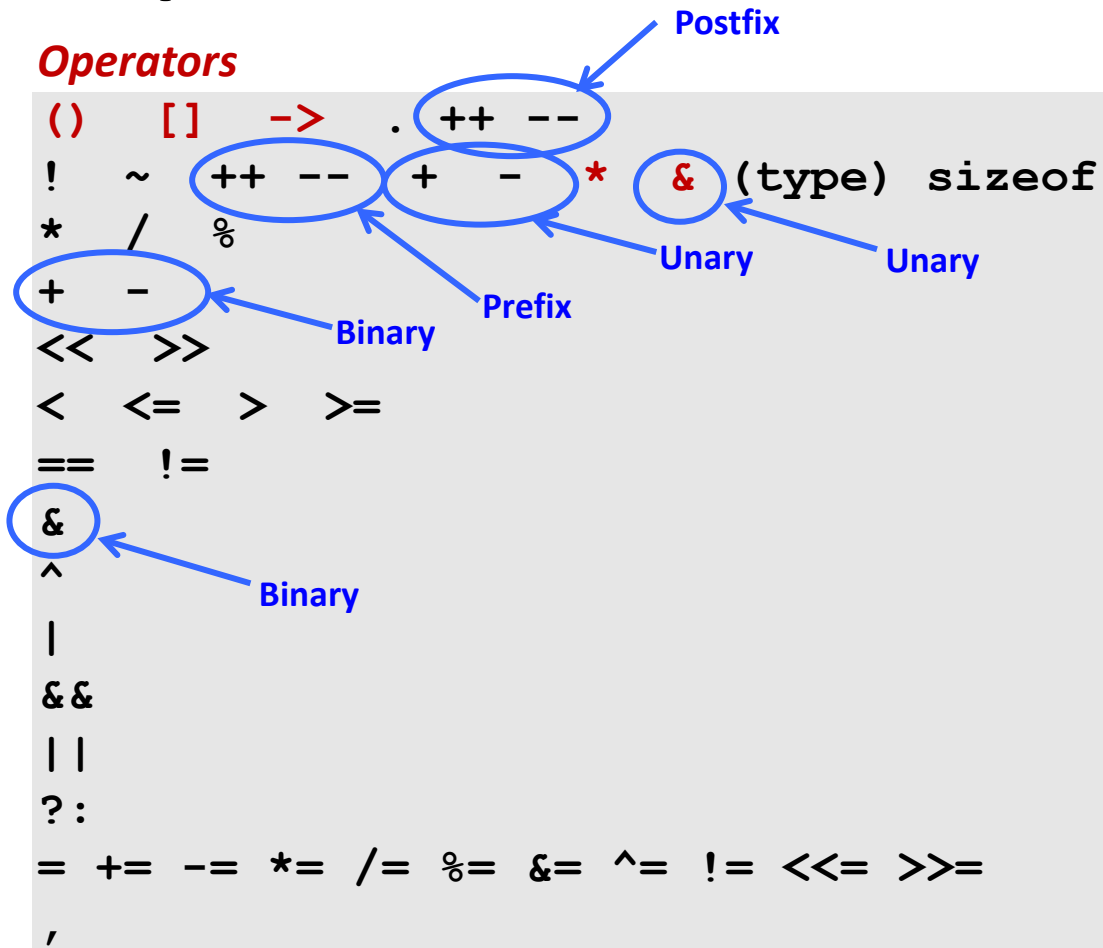 Postfix
Operators
() [] -> . ++ --
! ~ ++ -- + - * & (type) sizeof
* / %
Unary
Unary
+ -
Prefix
Binary
<< >>
< <= > >=
== !=
&
^
Binary
|
&&
||
?:
= += -= *= /= %= &= ^= != <<= >>=
,